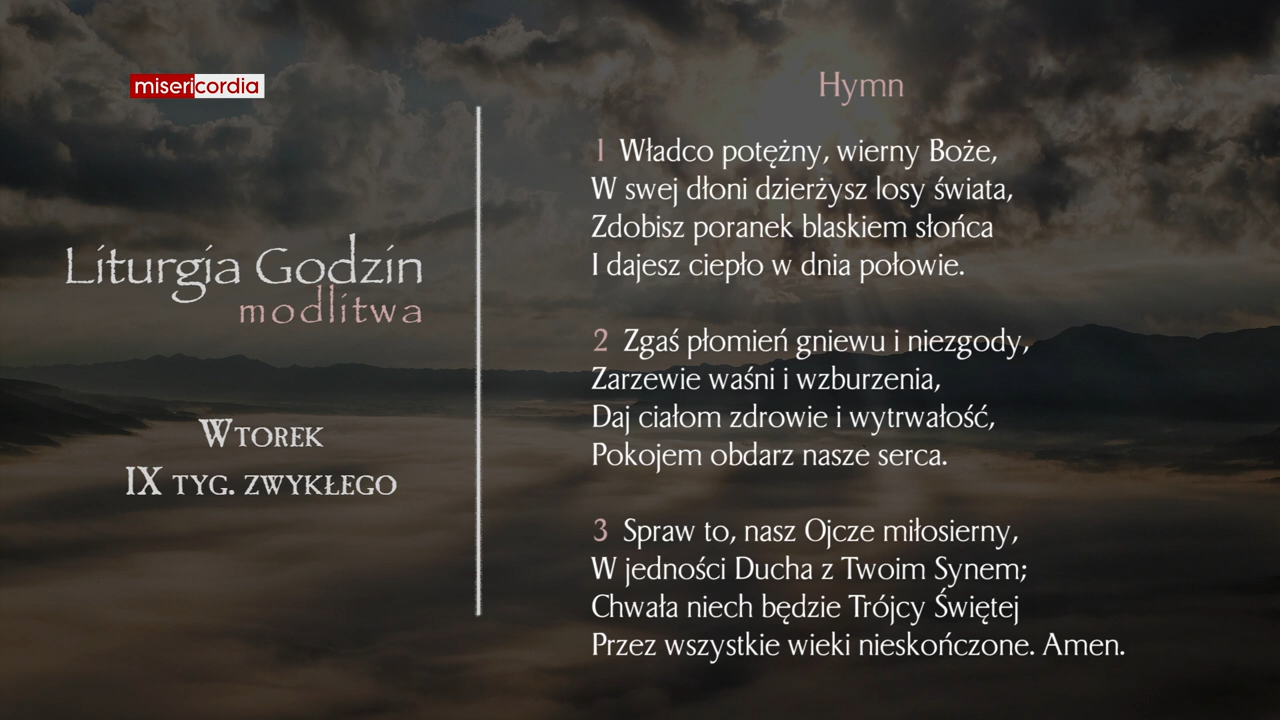 misericordia
Liturgia Godzin
modlitwa
Wtorek
IX tyg. zwykłego
Hymn
1 Władco potężny, wierny Boże,
W swej dłoni dzierżysz losy świata,
Zdobisz poranek blaskiem słońca
I dajesz ciepło w dnia połowie.
2 Zgaś płomień gniewu i niezgody,
Zarzewie waśni i wzburzenia,
Daj ciałom zdrowie i wytrwałość,
Pokojem obdarz nasze serca.
3 Spraw to, nasz Ojcze miłosierny,
W jedności Ducha z Twoim Synem;
Chwała niech będzie Trójcy Świętej
Przez wszystkie wieki nieskończone. Amen.